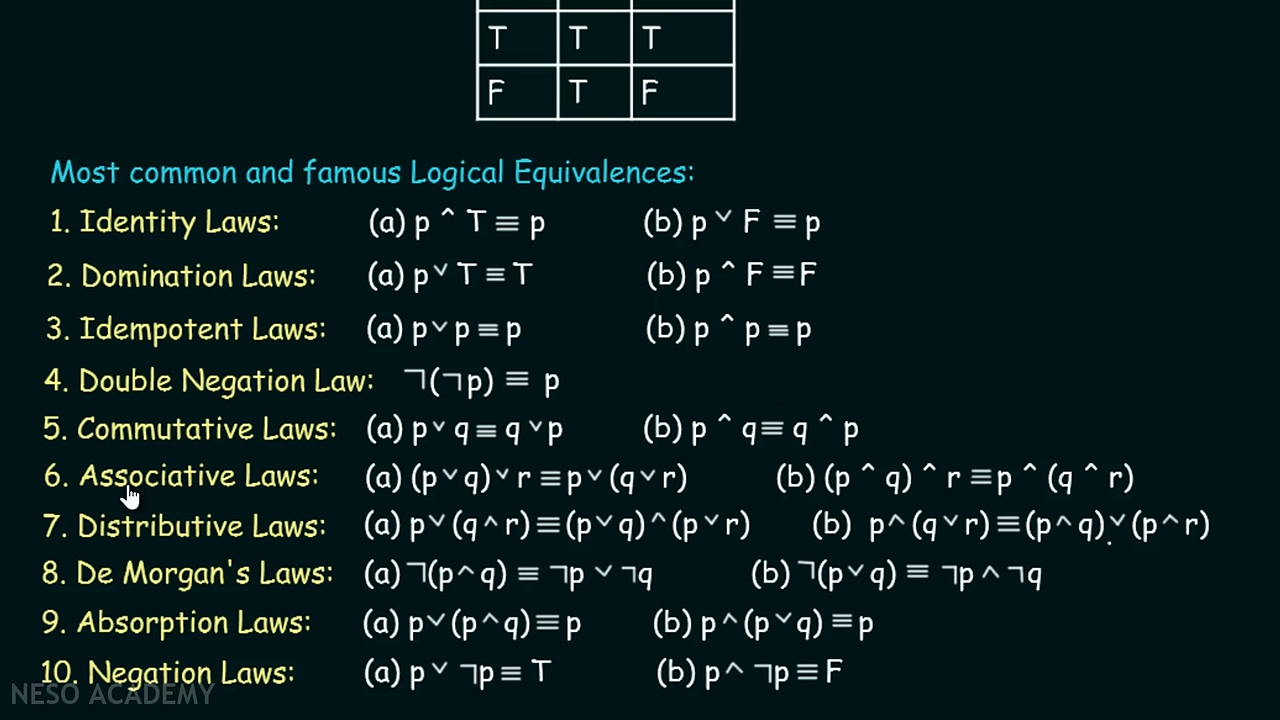 T T T
F T F
Most common and famous Logical Equivalences:
1. Identity Laws: (a) p ^ T ≡ p (b) p ˅ F ≡ p
2. Domination Laws: (a) p ˅ T ≡ T (b) p ^ F ≡ F
3. Idempotent Laws: (a) p ˅ p ≡ p (b) p ^ p ≡ p
4. Double Negation Law: ¬(¬p) ≡ p
5. Commutative Laws: (a) p ˅ q ≡ q ˅ p (b) p ^ q ≡ q ^ p
6. Associative Laws: (a) (p ˅ q) ˅ r ≡ p ˅ (q ˅ r) (b) (p ^ q) ^ r ≡ p ^ (q ^ r)
7. Distributive Laws: (a) p ˅ (q ^ r) ≡ (p ˅ q) ^ (p ˅ r) (b) p ^ (q ˅ r) ≡ (p ^ q) ˅ (p ^ r)
8. De Morgan's Laws: (a) ¬(p ^ q) ≡ ¬p ˅ ¬q (b) ¬(p ˅ q) ≡ ¬p ^ ¬q
9. Absorption Laws: (a) p ˅ (p ^ q) ≡ p (b) p ^ (p ˅ q) ≡ p
10. Negation Laws: (a) p ˅ ¬p ≡ T (b) p ^ ¬p ≡ F
NESO ACADEMY